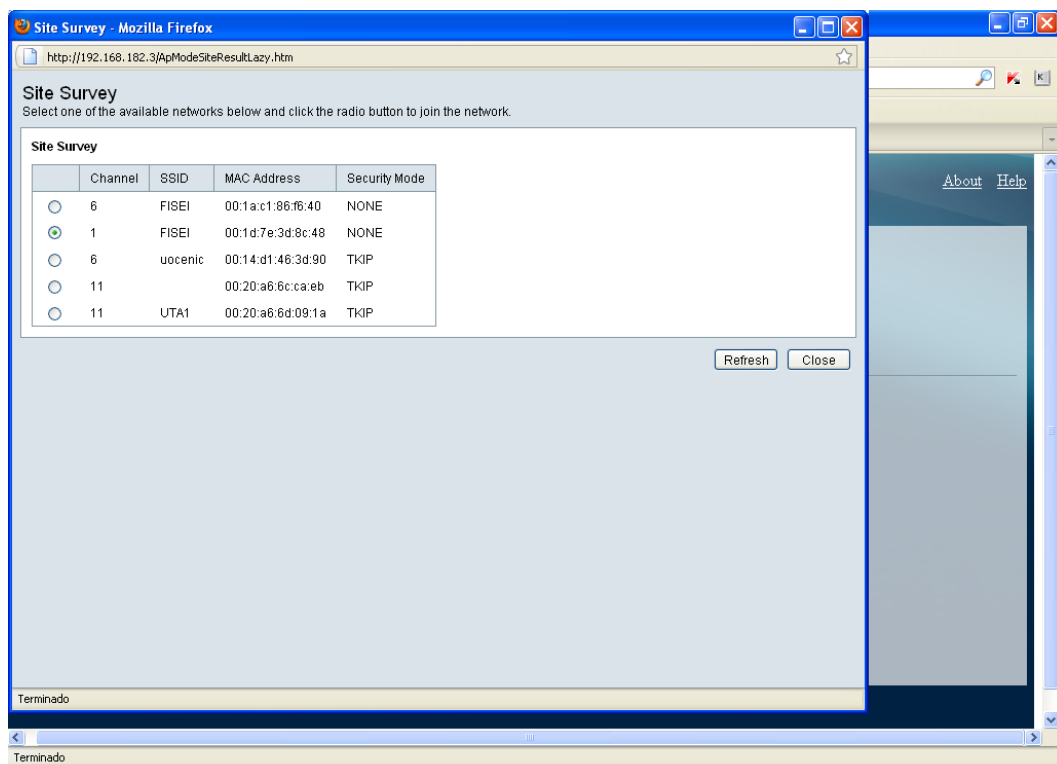 Site Survey - Mozilla Firefox
http://192.168.182.3/ApModeSiteResultLazy.htm
Site Survey
Select one of the available networks below and click the radio button to join the network.
Site Survey
Channel SSID MAC Address Security Mode
6 FISEI 00:1a:c1:86:f6:40 NONE
1 FISEI 00:1d:7e:3d:8c:48 NONE
6 uocenic 00:14:d1:46:3d:90 TKIP
11 00:20:a6:6c:ca:eb TKIP
11 UTA1 00:20:a6:6d:09:1a TKIP
Refresh Close
About Help
Terminado
Terminado